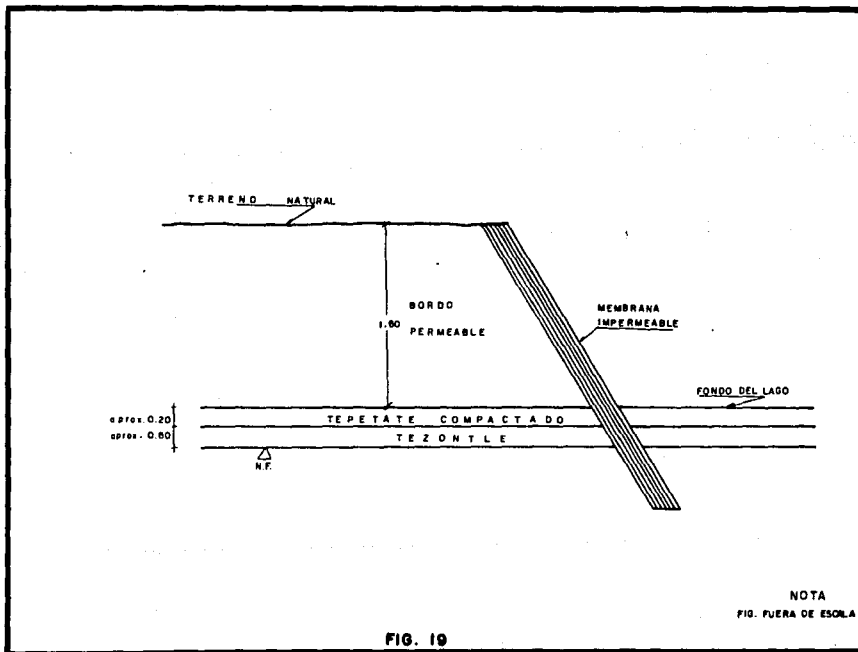 TERRENO NATURAL
BORDO
PERMEABLE
1.60
MEMBRANA
IMPERMEABLE
FONDO DEL LAGO
aprox. 0.20
TEPETATE COMPACTADO
aprox. 0.60
TEZONTLE
N.F.
NOTA
FIG. FUERA DE ESCALA
FIG. 19